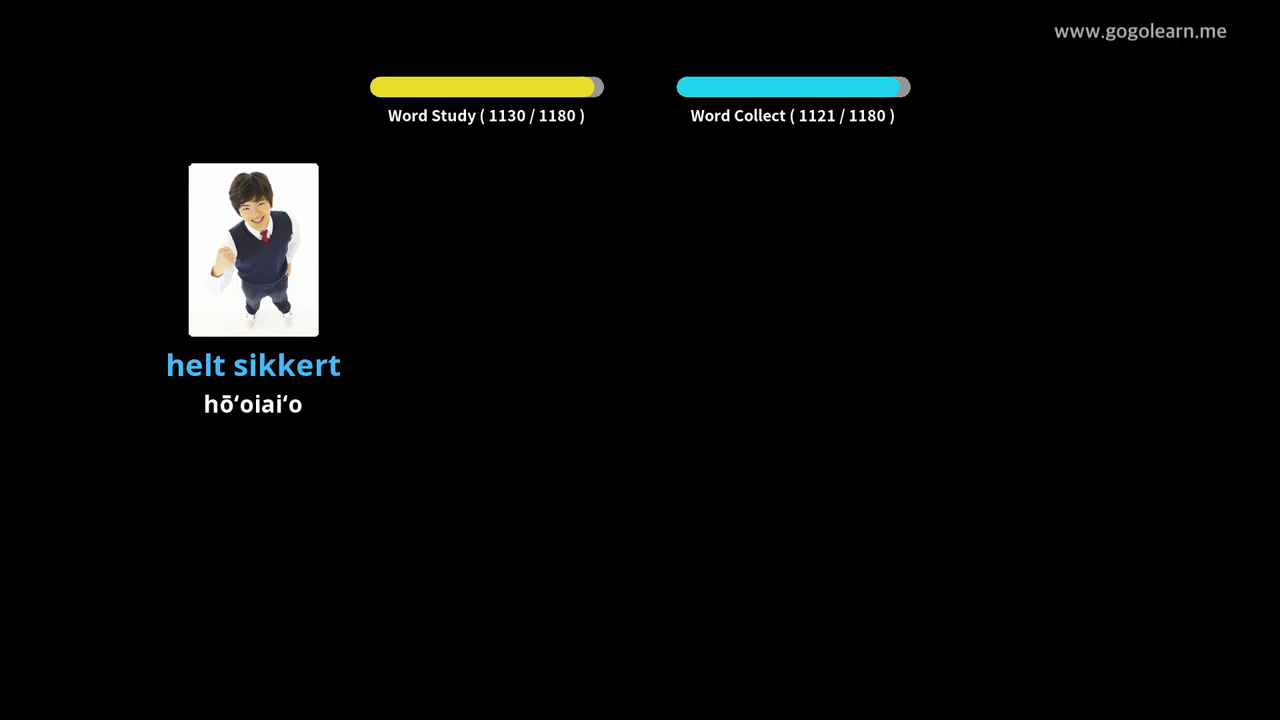 www.gogolearn.me
Word Study ( 1130 / 1180 )
Word Collect ( 1121 / 1180 )
helt sikkert
hōʻoiaiʻo